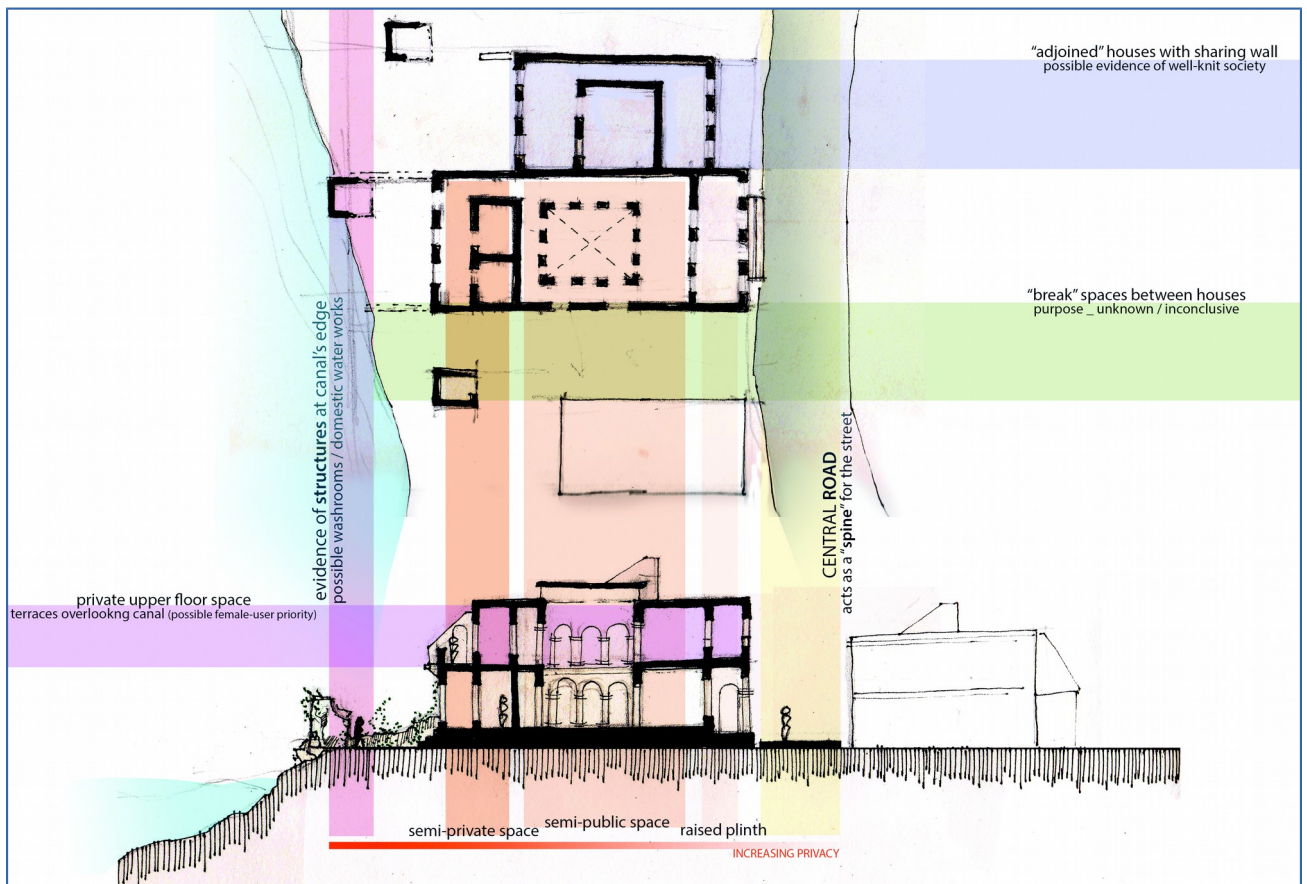 “adjoined” houses with sharing wall
possible evidence of well-knit society
“break” spaces between houses
purpose _ unknown / inconclusive
evidence of structures at canal’s edge
possible washrooms / domestic water works
CENTRAL ROAD
acts as a “spine” for the street
private upper floor space
terraces overlookng canal (possible female-user priority)
semi-private space
semi-public space
raised plinth
INCREASING PRIVACY